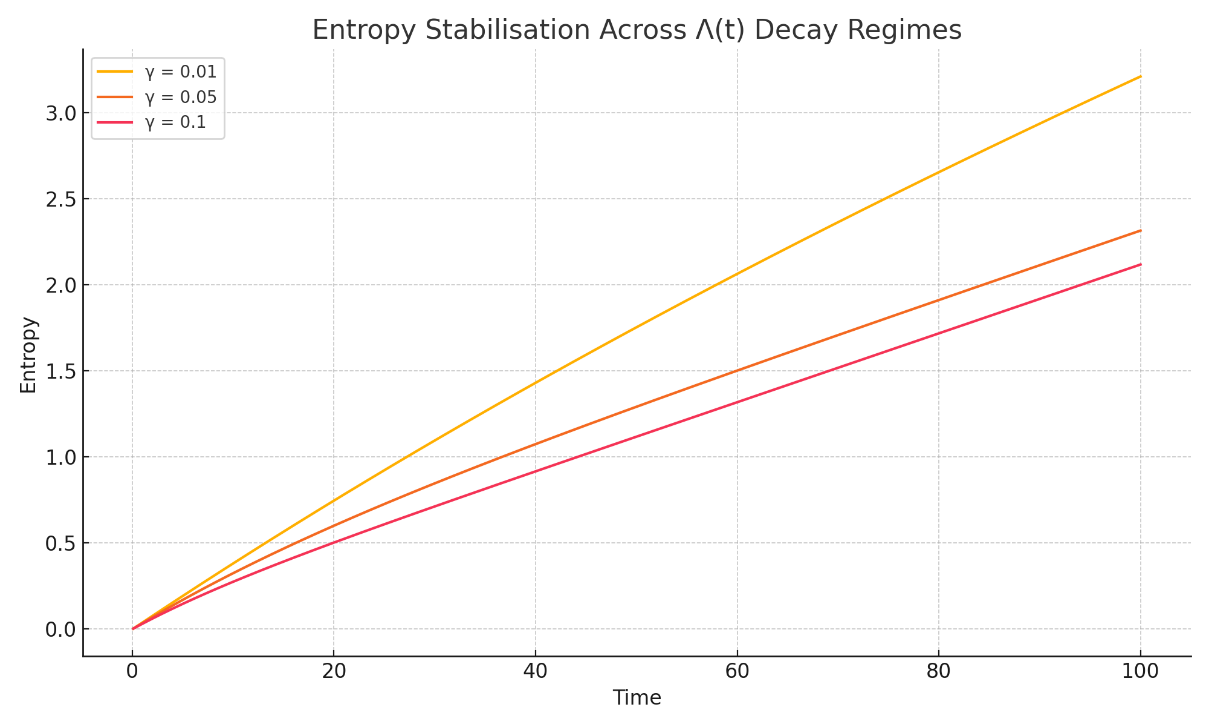 Entropy Stabilisation Across Λ(t) Decay Regimes
γ = 0.01
γ = 0.05
γ = 0.1
3.0
2.5
2.0
1.5
1.0
0.5
0.0
Entropy
0 20 40 60 80 100
Time